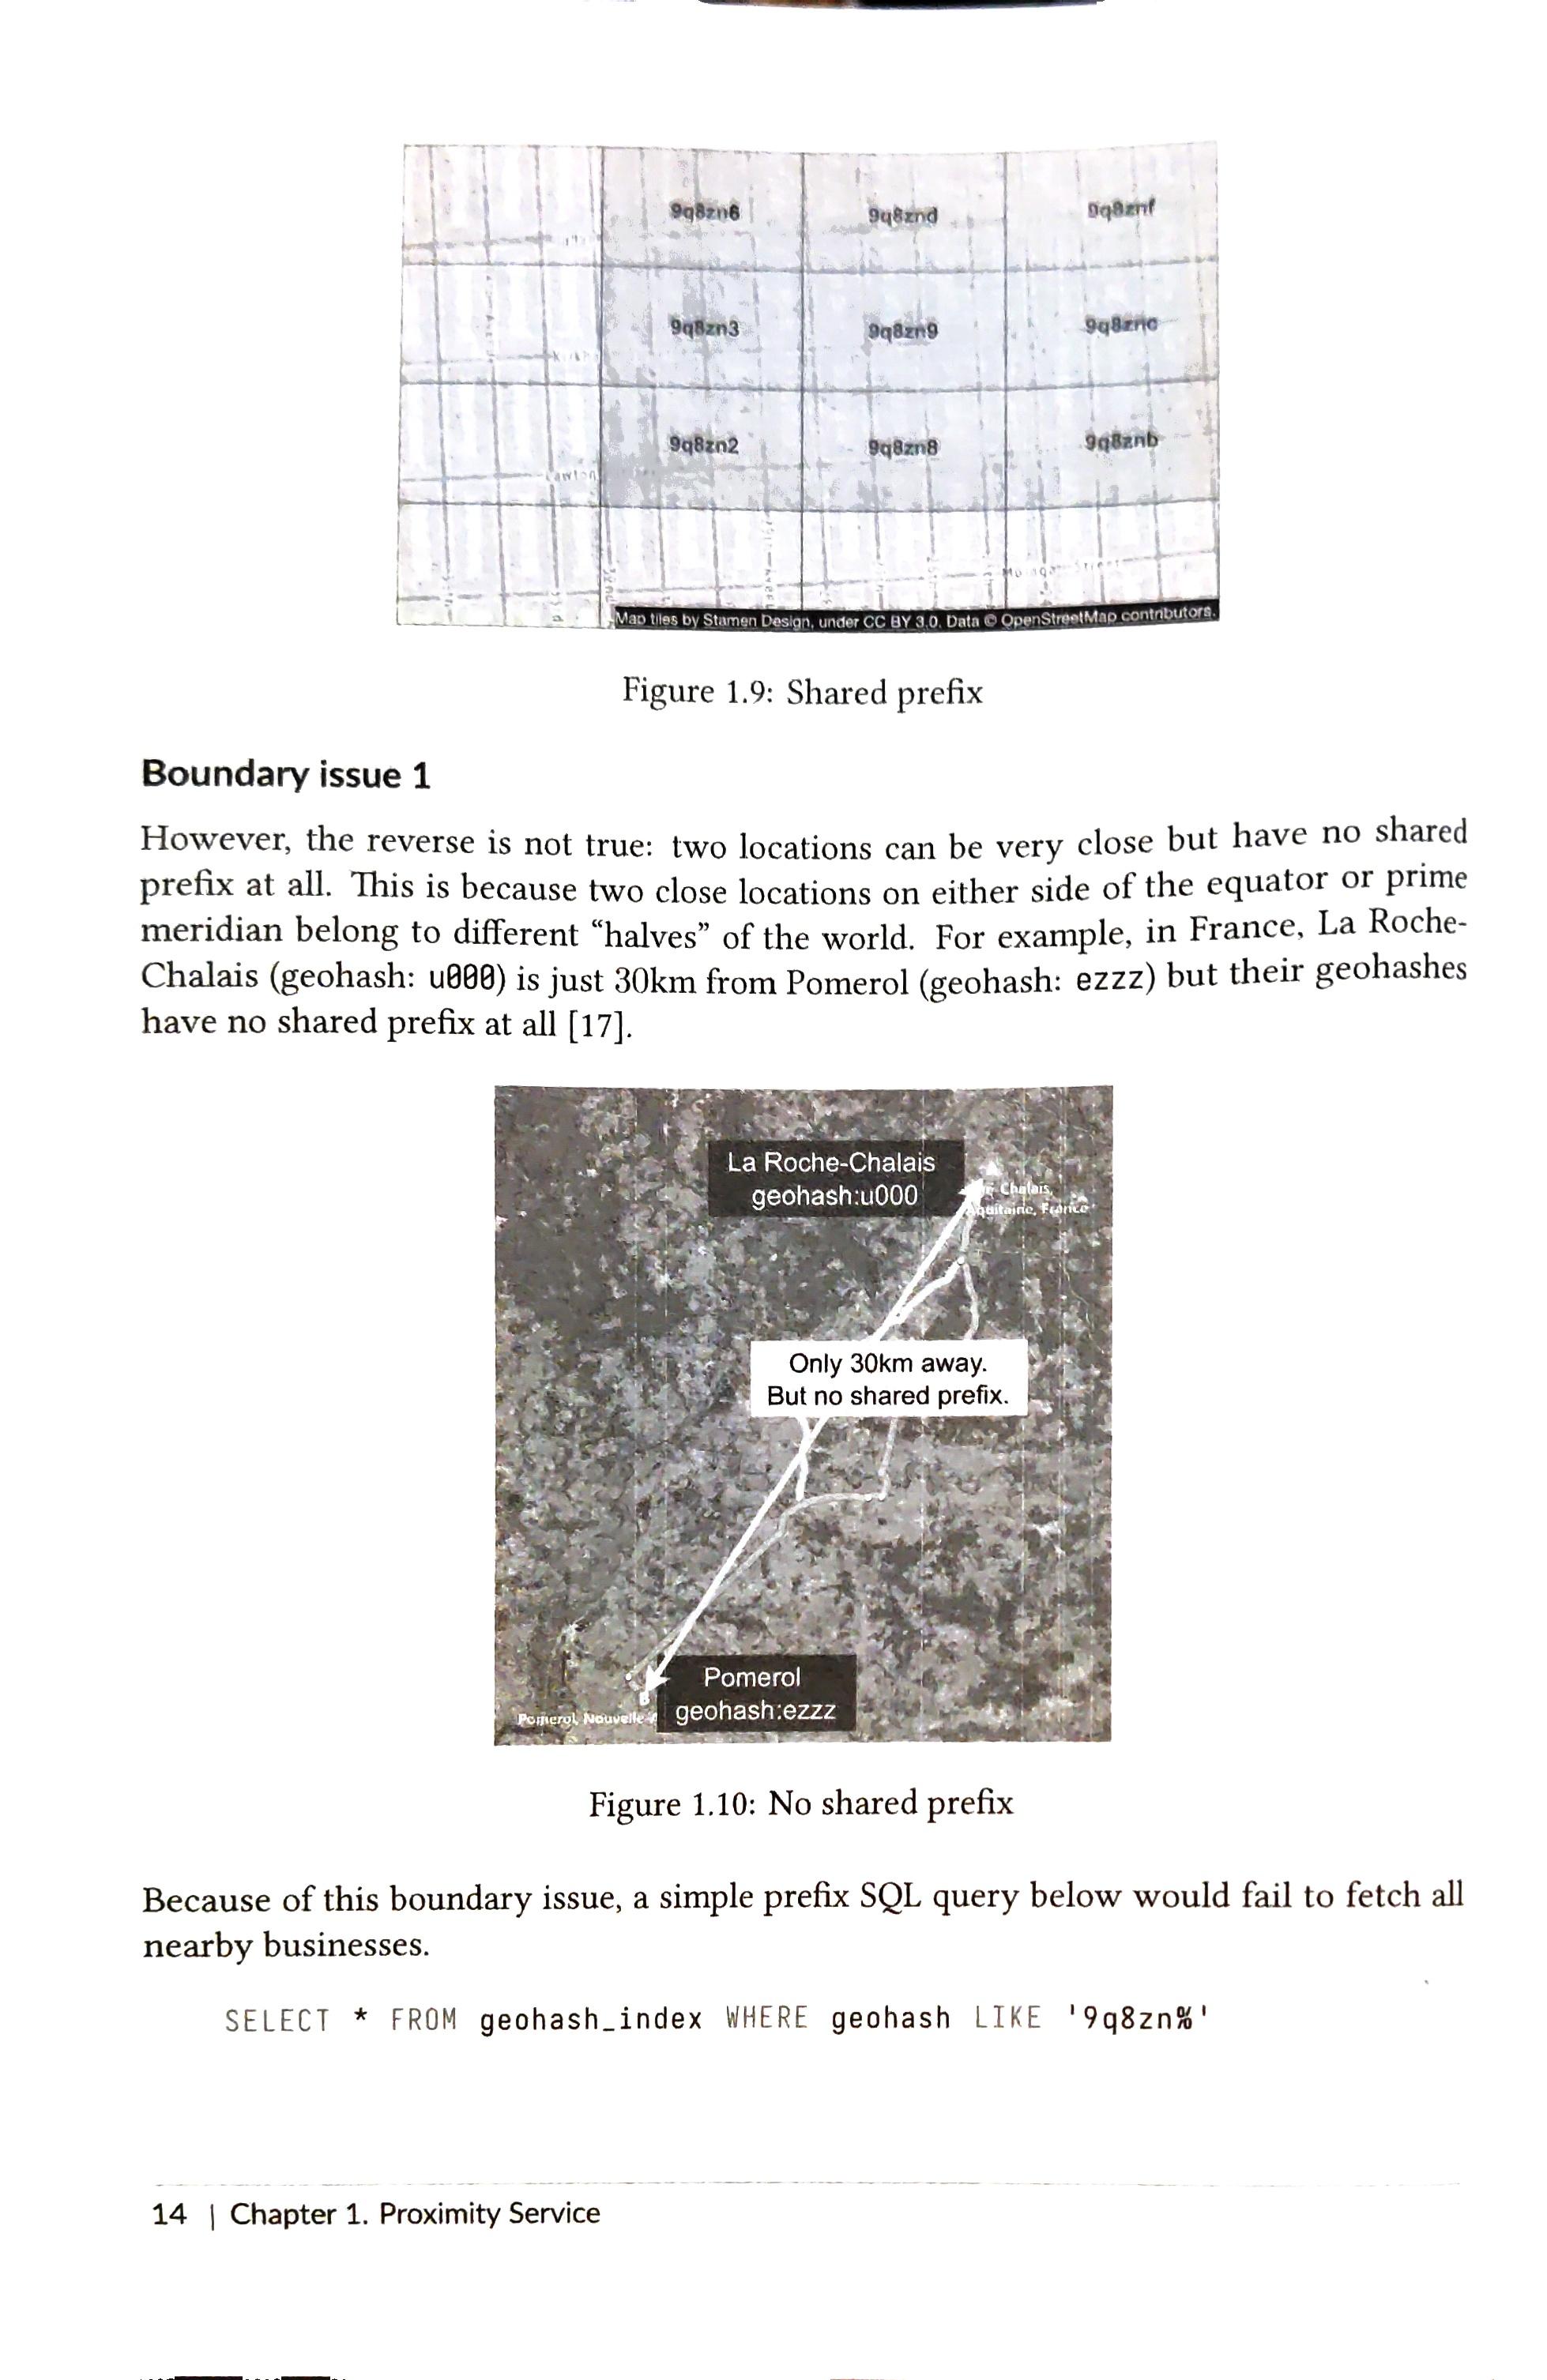 9q8zn6 9q8znd 9q8znf
9q8zn3 9q8zn9 9q8znc
9q8zn2 9q8zn8 9q8znb
Lawton
Map tiles by Stamen Design, under CC BY 3.0. Data © OpenStreetMap contributors.
Figure 1.9: Shared prefix
Boundary issue 1
However, the reverse is not true: two locations can be very close but have no shared
prefix at all. This is because two close locations on either side of the equator or prime
meridian belong to different “halves” of the world. For example, in France, La Roche-
Chalais (geohash: u000) is just 30km from Pomerol (geohash: ezzz) but their geohashes
have no shared prefix at all [17].
La Roche-Chalais
geohash:u000
Chalais,
Aquitaine, France
Only 30km away.
But no shared prefix.
Pomerol
geohash:ezzz
Pomerol, Nouvelle-
Figure 1.10: No shared prefix
Because of this boundary issue, a simple prefix SQL query below would fail to fetch all
nearby businesses.
SELECT * FROM geohash_index WHERE geohash LIKE '9q8zn%'
14 | Chapter 1. Proximity Service